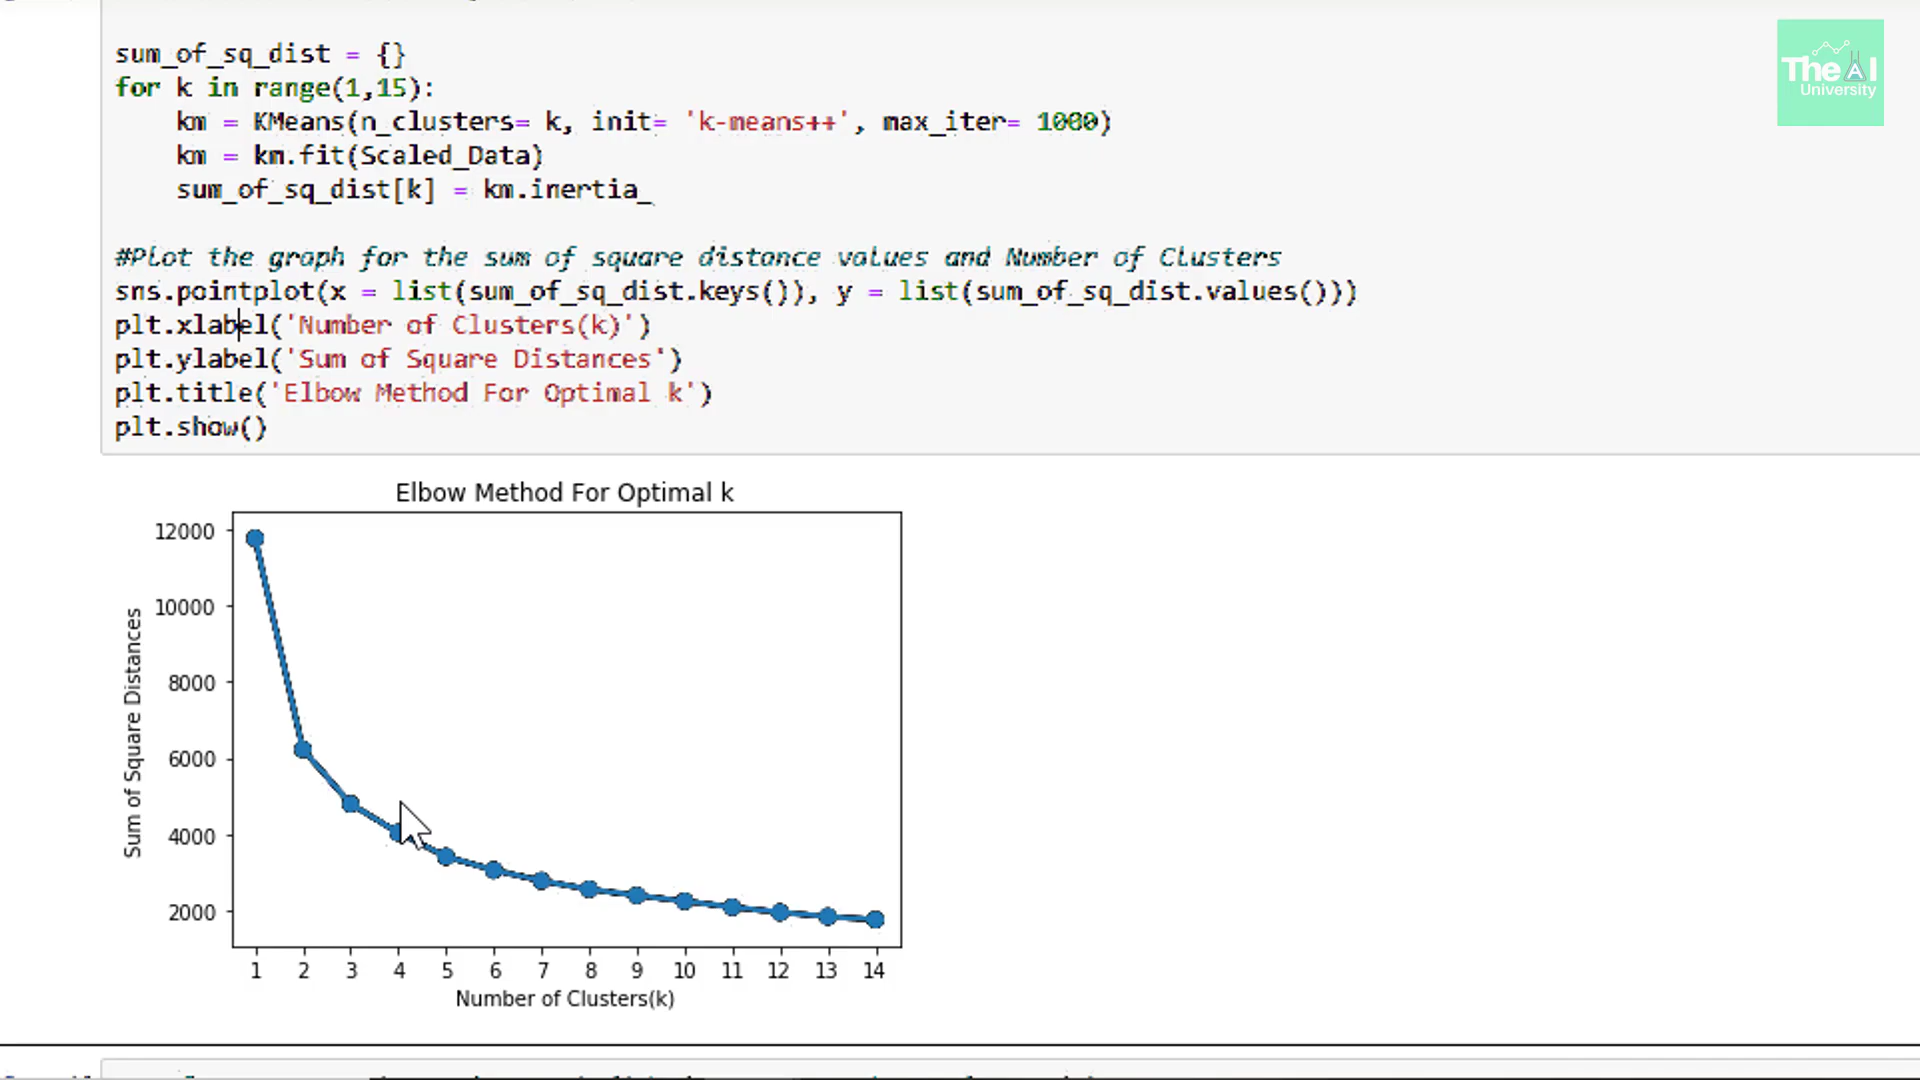 sum_of_sq_dist = {}
for k in range(1,15):
    km = KMeans(n_clusters= k, init= 'k-means++', max_iter= 1000)
    km = km.fit(Scaled_Data)
    sum_of_sq_dist[k] = km.inertia_
#Plot the graph for the sum of square distance values and Number of Clusters
sns.pointplot(x = list(sum_of_sq_dist.keys()), y = list(sum_of_sq_dist.values()))
plt.xlabel('Number of Clusters(k)')
plt.ylabel('Sum of Square Distances')
plt.title('Elbow Method For Optimal k')
plt.show()
The AI
University
Elbow Method For Optimal k
12000
10000
8000
6000
4000
2000
Sum of Square Distances
1 2 3 4 5 6 7 8 9 10 11 12 13 14
Number of Clusters(k)